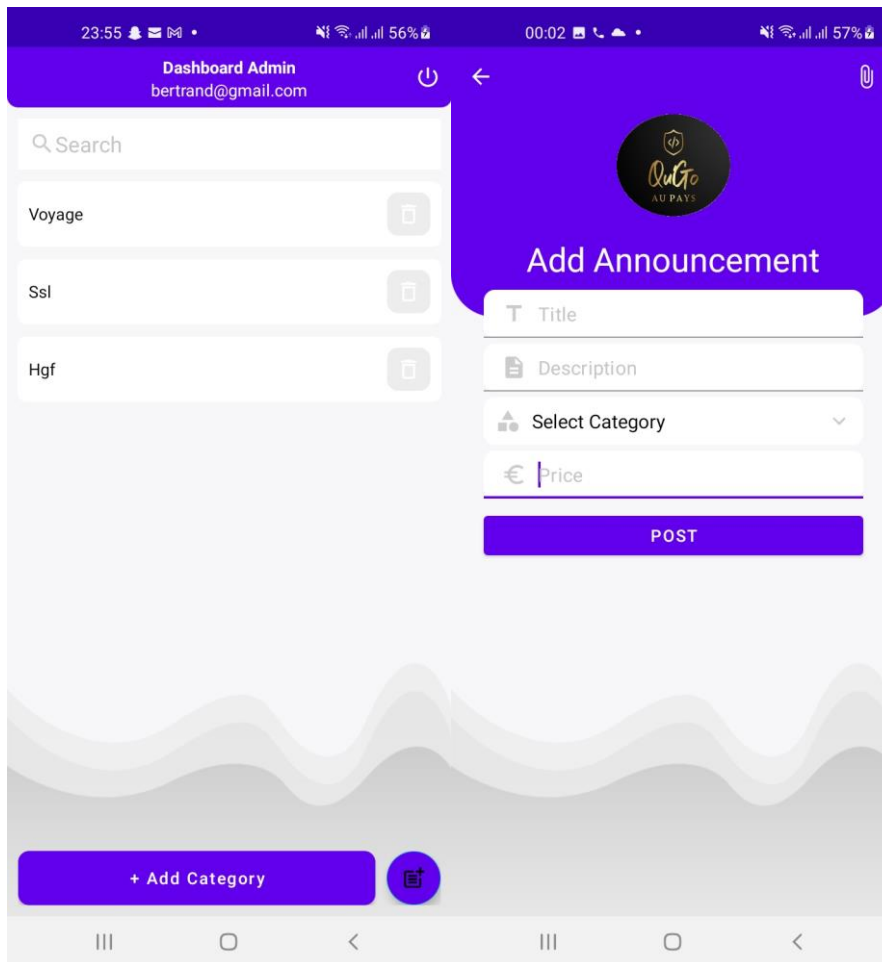 23:55 56%
Dashboard Admin
bertrand@gmail.com
Search
Voyage
Ssl
Hgf
+ Add Category
00:02 57%
QuiGo
AU PAYS
Add Announcement
Title
Description
Select Category
Price
POST